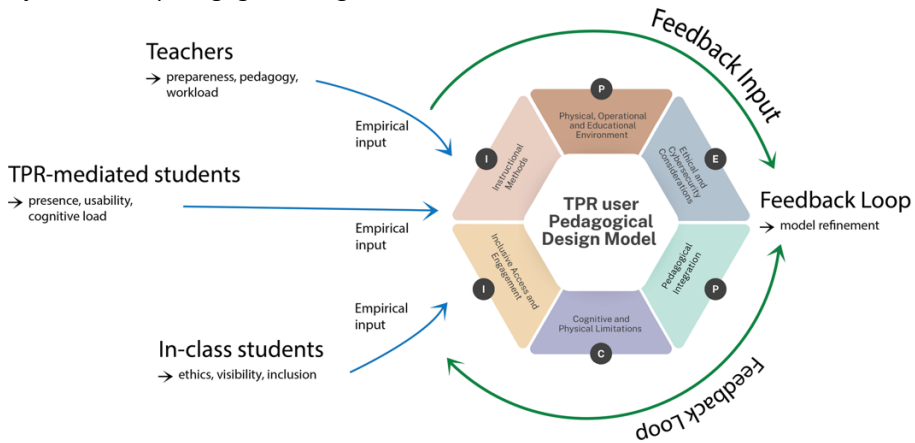 Teachers
→ prepareness, pedagogy,
workload
Empirical
input
TPR-mediated students
→ presence, usability,
cognitive load
Empirical
input
In-class students
→ ethics, visibility, inclusion
Empirical
input
Feedback Input
P
Physical, Operational
and Educational
Environment
I
Instructional
Methods
E
Ethical and
Cybersecurity
Considerations
TPR user
Pedagogical
Design Model
I
Inclusive Access and
Engagement
P
Pedagogical
Integration
Cognitive and
Physical Limitations
C
Feedback Loop
→ model refinement
Feedback Loop